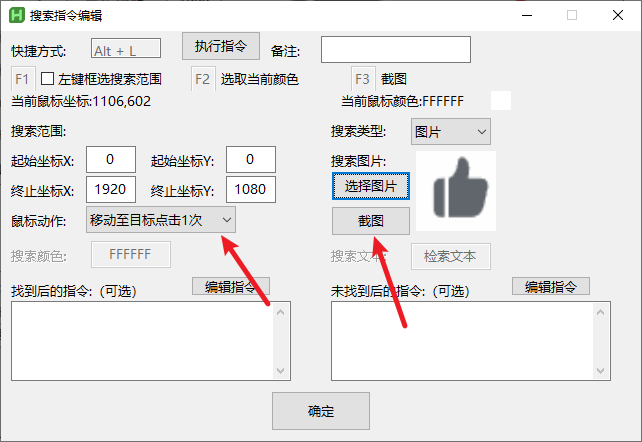 搜索指令编辑
快捷方式: Alt + L 执行指令 备注:
F1 左键框选搜索范围 F2 选取当前颜色 F3 截图
当前鼠标坐标:1106,602 当前鼠标颜色:FFFFFF
搜索范围: 搜索类型: 图片
起始坐标X: 0 起始坐标Y: 0 搜索图片:
终止坐标X: 1920 终止坐标Y: 1080 选择图片
鼠标动作: 移动至目标点击1次 截图
搜索颜色: FFFFFF 搜索文本: 检索文本
找到后的指令:（可选） 编辑指令 未找到后的指令:（可选） 编辑指令
确定